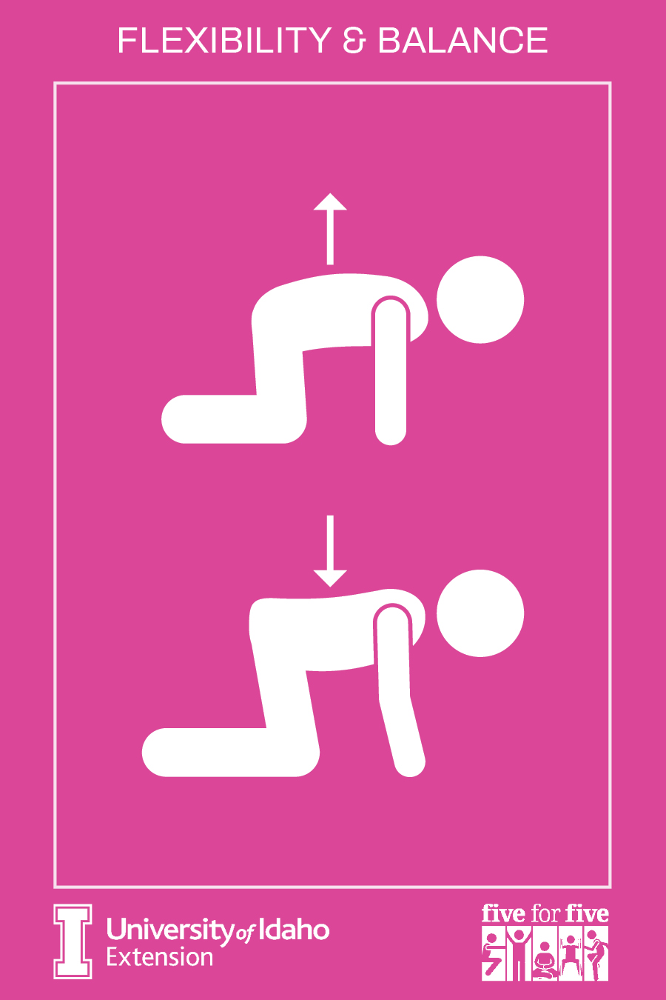 FLEXIBILITY & BALANCE
University of Idaho
Extension
five for five